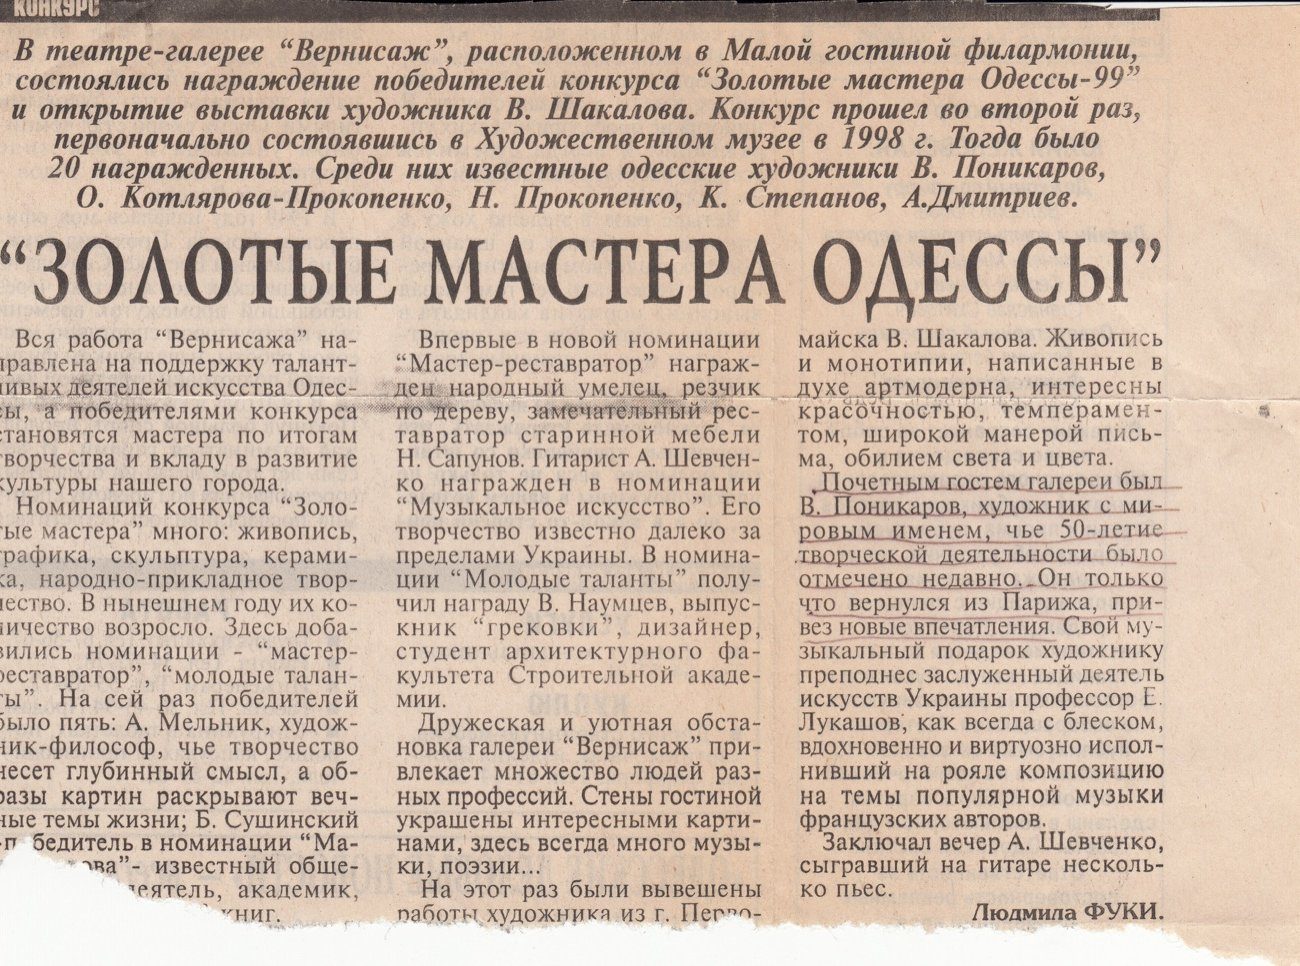 КОНКУРС
В театре-галерее “Вернисаж”, расположенном в Малой гостиной филармонии,
состоялись награждение победителей конкурса “Золотые мастера Одессы-99”
и открытие выставки художника В. Шакалова. Конкурс прошел во второй раз,
первоначально состоявшись в Художественном музее в 1998 г. Тогда было
20 награжденных. Среди них известные одесские художники В. Поникаров,
О. Котлярова-Прокопенко, Н. Прокопенко, К. Степанов, А.Дмитриев.
“ЗОЛОТЫЕ МАСТЕРА ОДЕССЫ”
Вся работа “Вернисажа” на-
правлена на поддержку талант-
ливых деятелей искусства Одес-
сы, а победителями конкурса
становятся мастера по итогам
творчества и вкладу в развитие
культуры нашего города.
Номинаций конкурса “Золо-
тые мастера” много: живопись,
графика, скульптура, керами-
ка, народно-прикладное твор-
чество. В нынешнем году их ко-
личество возросло. Здесь доба-
вились номинации - “мастер-
реставратор”, “молодые талан-
ты”. На сей раз победителей
было пять: А. Мельник, худож-
ник-философ, чье творчество
несет глубинный смысл, а об-
разы картин раскрывают веч-
ные темы жизни; Б. Сушинский
бедитель в номинации “Ма-
ова”- известный обще-
деятель, академик,
книг.
Впервые в новой номинации
“Мастер-реставратор” награж-
ден народный умелец, резчик
по дереву, замечательный рес-
тавратор старинной мебели
Н. Сапунов. Гитарист А. Шевчен-
ко награжден в номинации
“Музыкальное искусство”. Его
творчество известно далеко за
пределами Украины. В номина-
ции “Молодые таланты” полу-
чил награду В. Наумцев, выпус-
кник “грековки”, дизайнер,
студент архитектурного фа-
культета Строительной акаде-
мии.
Дружеская и уютная обста-
новка галереи “Вернисаж” при-
влекает множество людей раз-
ных профессий. Стены гостиной
украшены интересными карти-
нами, здесь всегда много музы-
ки, поэзии...
На этот раз были вывешены
работы художника из г. Перво-
майска В. Шакалова. Живопись
и монотипии, написанные в
духе артмодерна, интересны
красочностью, темперамен-
том, широкой манерой пись-
ма, обилием света и цвета.
Почетным гостем галереи был
В. Поникаров, художник с ми-
ровым именем, чье 50-летие
творческой деятельности было
отмечено недавно. Он только
что вернулся из Парижа, при-
вез новые впечатления. Свой му-
зыкальный подарок художнику
преподнес заслуженный деятель
искусств Украины профессор Е.
Лукашов, как всегда с блеском,
вдохновенно и виртуозно испол-
нивший на рояле композицию
на темы популярной музыки
французских авторов.
Заключал вечер А. Шевченко,
сыгравший на гитаре несколь-
ко пьес.
Людмила ФУКИ.